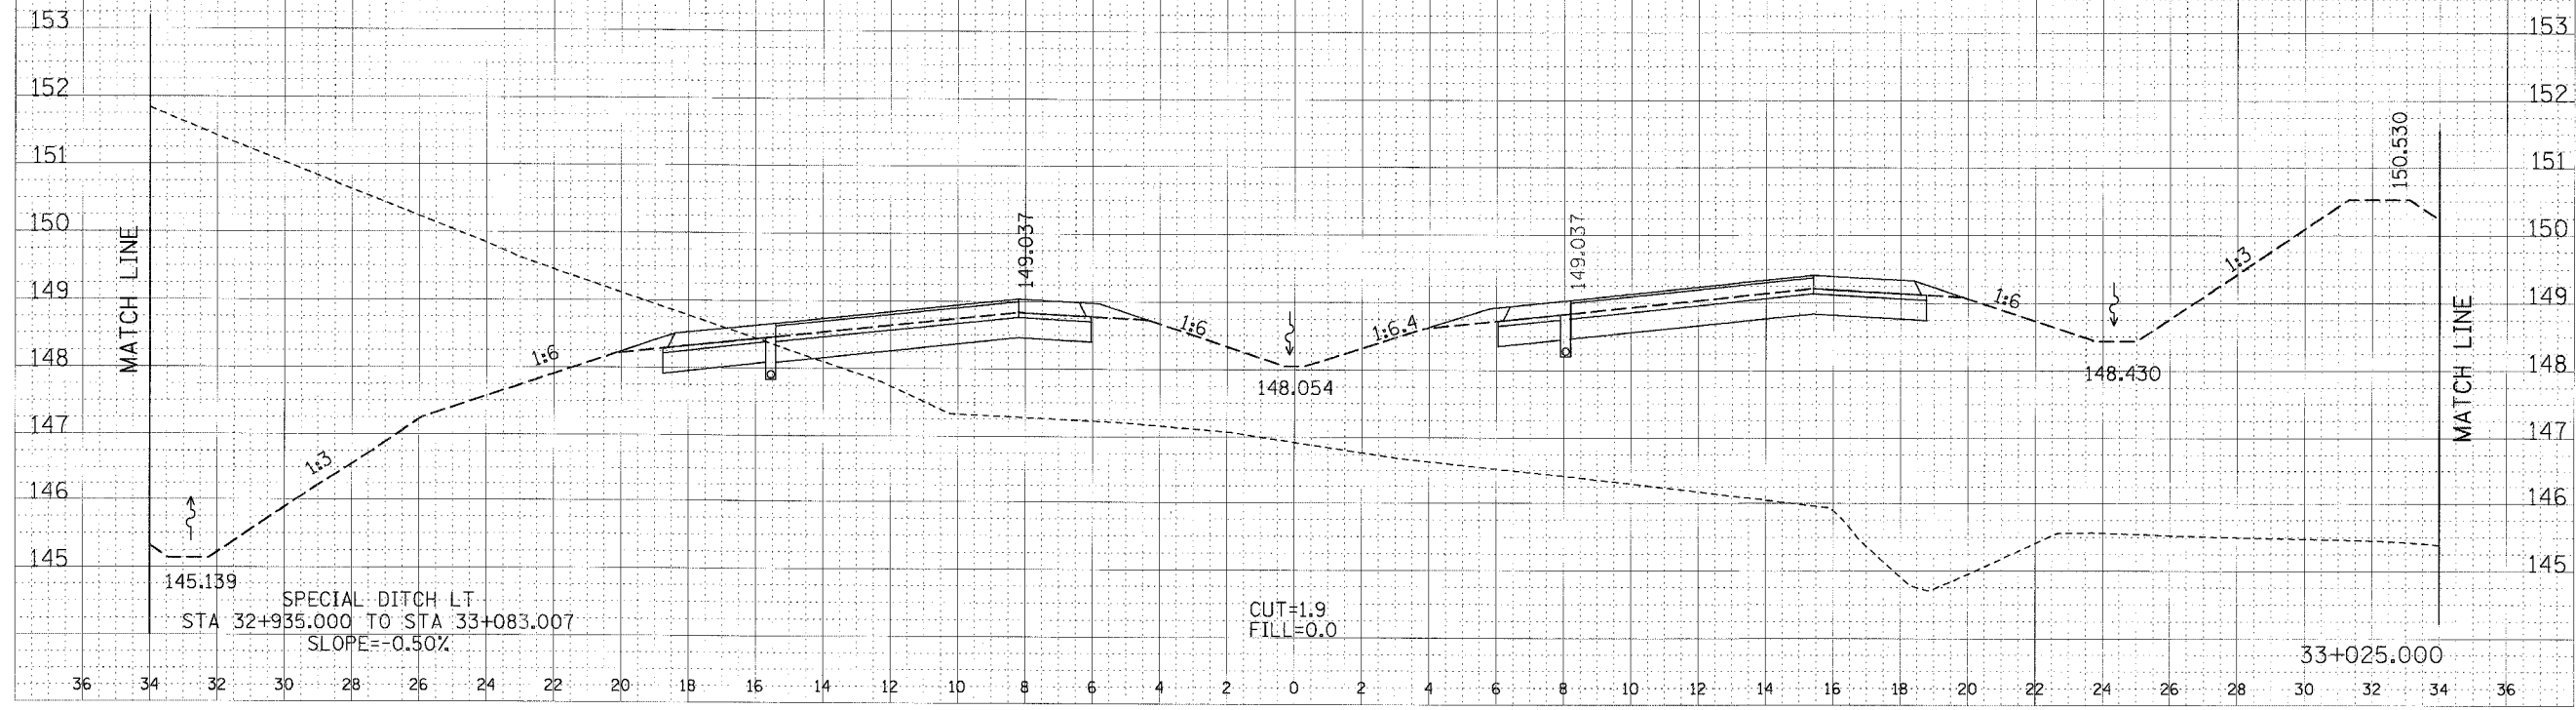 153 153
152 152
151 151
150 150
149 149
148 148
147 147
146 146
145 145
MATCH LINE
MATCH LINE
149.037
149.037
150.530
1:6
1:3
1:6
1:6.4
1:6
1:3
148.054
148.430
145.139
SPECIAL DITCH LT
STA 32+935.000 TO STA 33+083.007
SLOPE=-0.50%
CUT=1.9
FILL=0.0
33+025.000
36 34 32 30 28 26 24 22 20 18 16 14 12 10 8 6 4 2 0 2 4 6 8 10 12 14 16 18 20 22 24 26 28 30 32 34 36